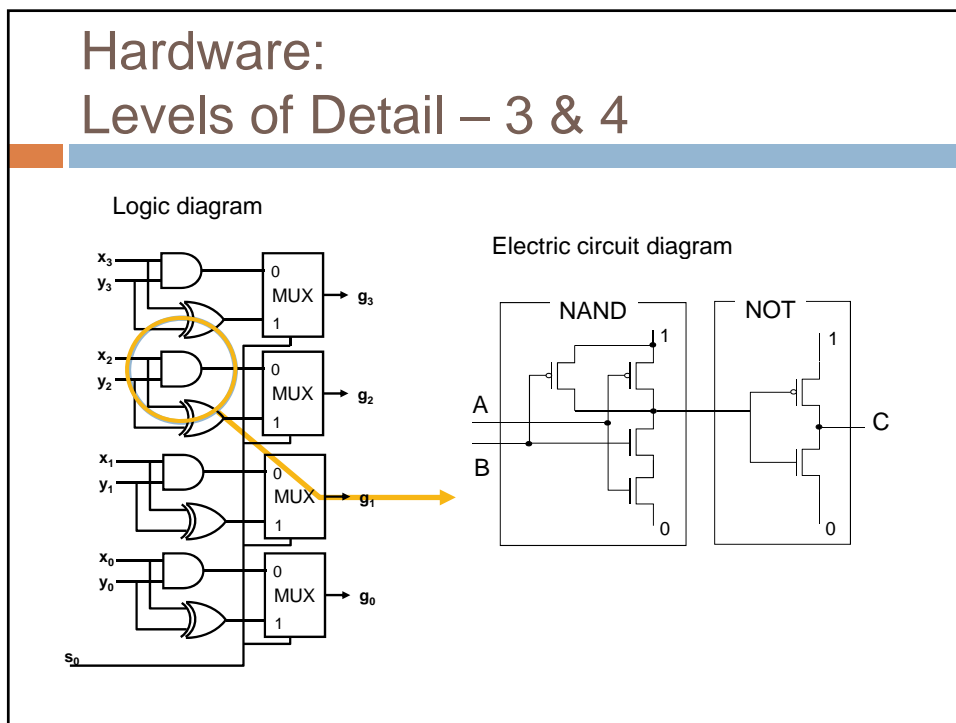 Hardware:
Levels of Detail – 3 & 4
Logic diagram
x3
y3
0
MUX
1
g3
x2
y2
0
MUX
1
g2
x1
y1
0
MUX
1
g1
x0
y0
0
MUX
1
g0
s0
Electric circuit diagram
NAND
1
A
B
0
NOT
1
C
0